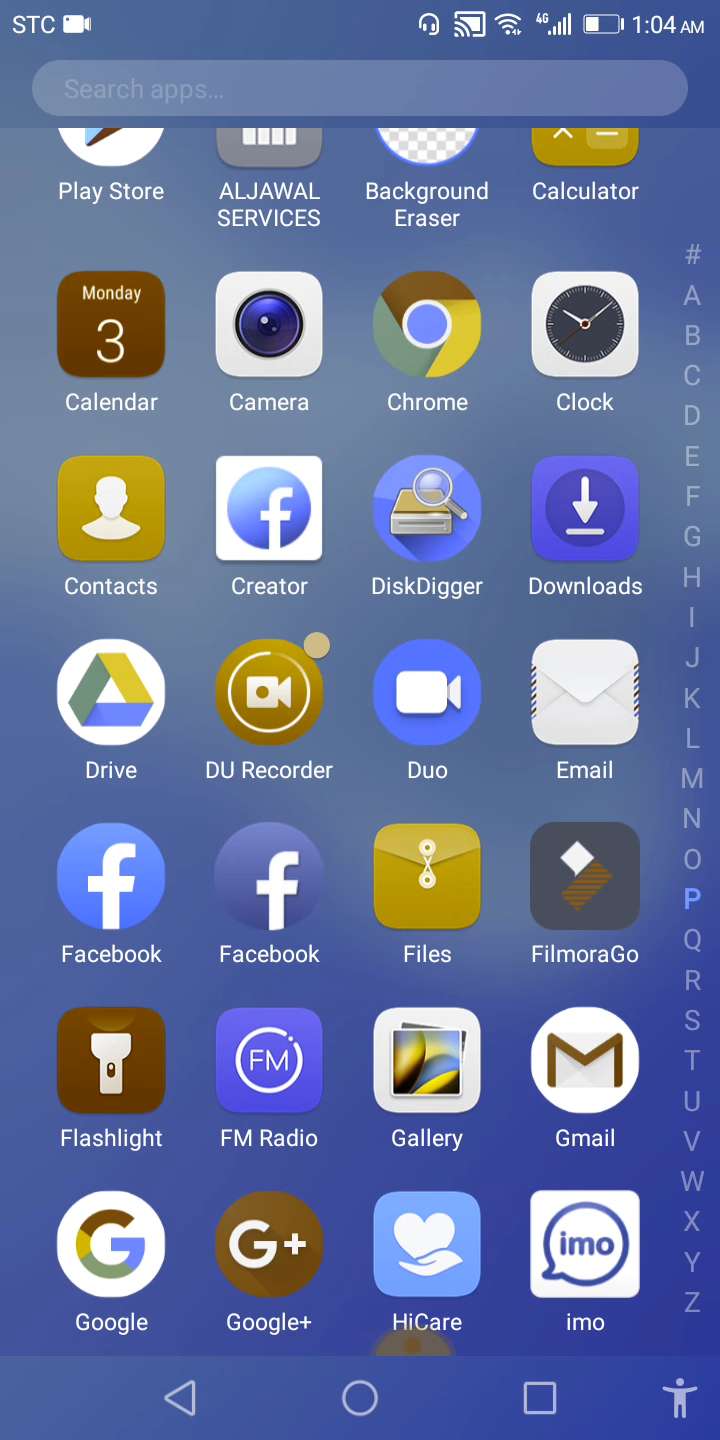 STC 4G 1:04 AM
Search apps...
Play Store ALJAWAL SERVICES Background Eraser Calculator
Monday
3
Calendar Camera Chrome Clock
Contacts Creator DiskDigger Downloads
Drive DU Recorder Duo Email
Facebook Facebook Files FilmoraGo
FM
Flashlight FM Radio Gallery Gmail
G+ imo
Google Google+ HiCare imo
#
A
B
C
D
E
F
G
H
I
J
K
L
M
N
O
P
Q
R
S
T
U
V
W
X
Y
Z